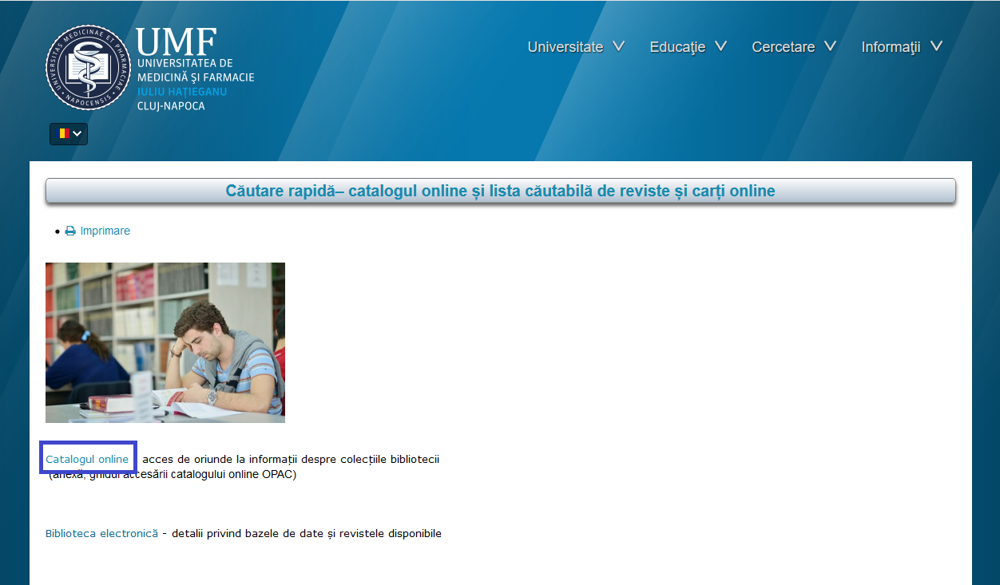 UNIVERSITAS MEDICINAE ET PHARMACIAE
NAPOCENSIS
UMF
UNIVERSITATEA DE
MEDICINĂ ŞI FARMACIE
IULIU HAŢIEGANU
CLUJ-NAPOCA
Universitate
Educaţie
Cercetare
Informaţii
Căutare rapidă– catalogul online și lista căutabilă de reviste și carți online
Imprimare
Catalogul online acces de oriunde la informații despre colecțiile bibliotecii
(anexă, ghidul accesării catalogului online OPAC)
Biblioteca electronică - detalii privind bazele de date și revistele disponibile